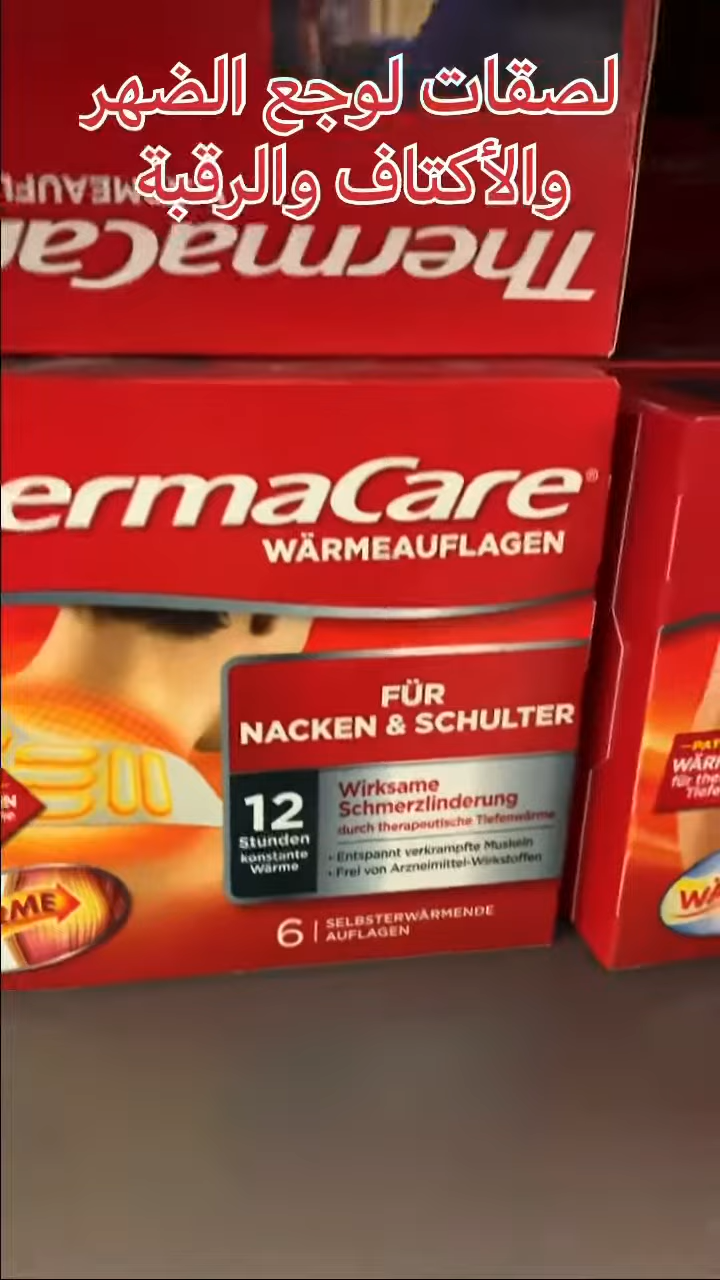 لصقات لوجع الضهر
والأكتاف والرقبة
ThermaCar
ermaCare®
WÄRMEAUFLAGEN
FÜR
NACKEN & SCHULTER
12
Stunden
konstante
Wärme
Wirksame
Schmerzlinderung
durch therapeutische Tiefenwärme
• Entspannt verkrampfte Muskeln
• Frei von Arzneimittel-Wirkstoffen
6 | SELBSTERWÄRMENDE
AUFLAGEN